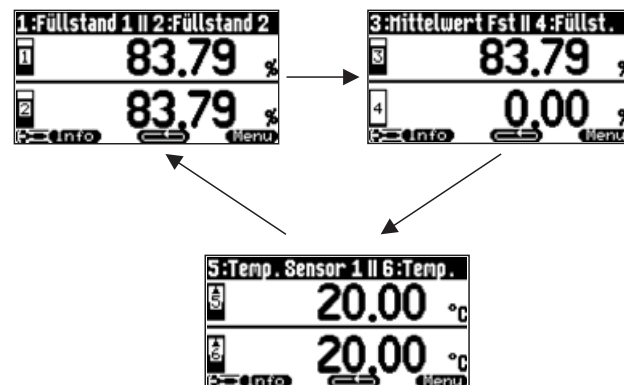 1:Füllstand 1 II 2:Füllstand 2
1 83.79 %
2 83.79 %
Info Menu
3:Mittelwert Fst II 4:Füllst.
3 83.79 %
4 0.00 %
Info Menu
5:Temp. Sensor 1 II 6:Temp.
5 20.00 °C
6 20.00 °C
Info Menu